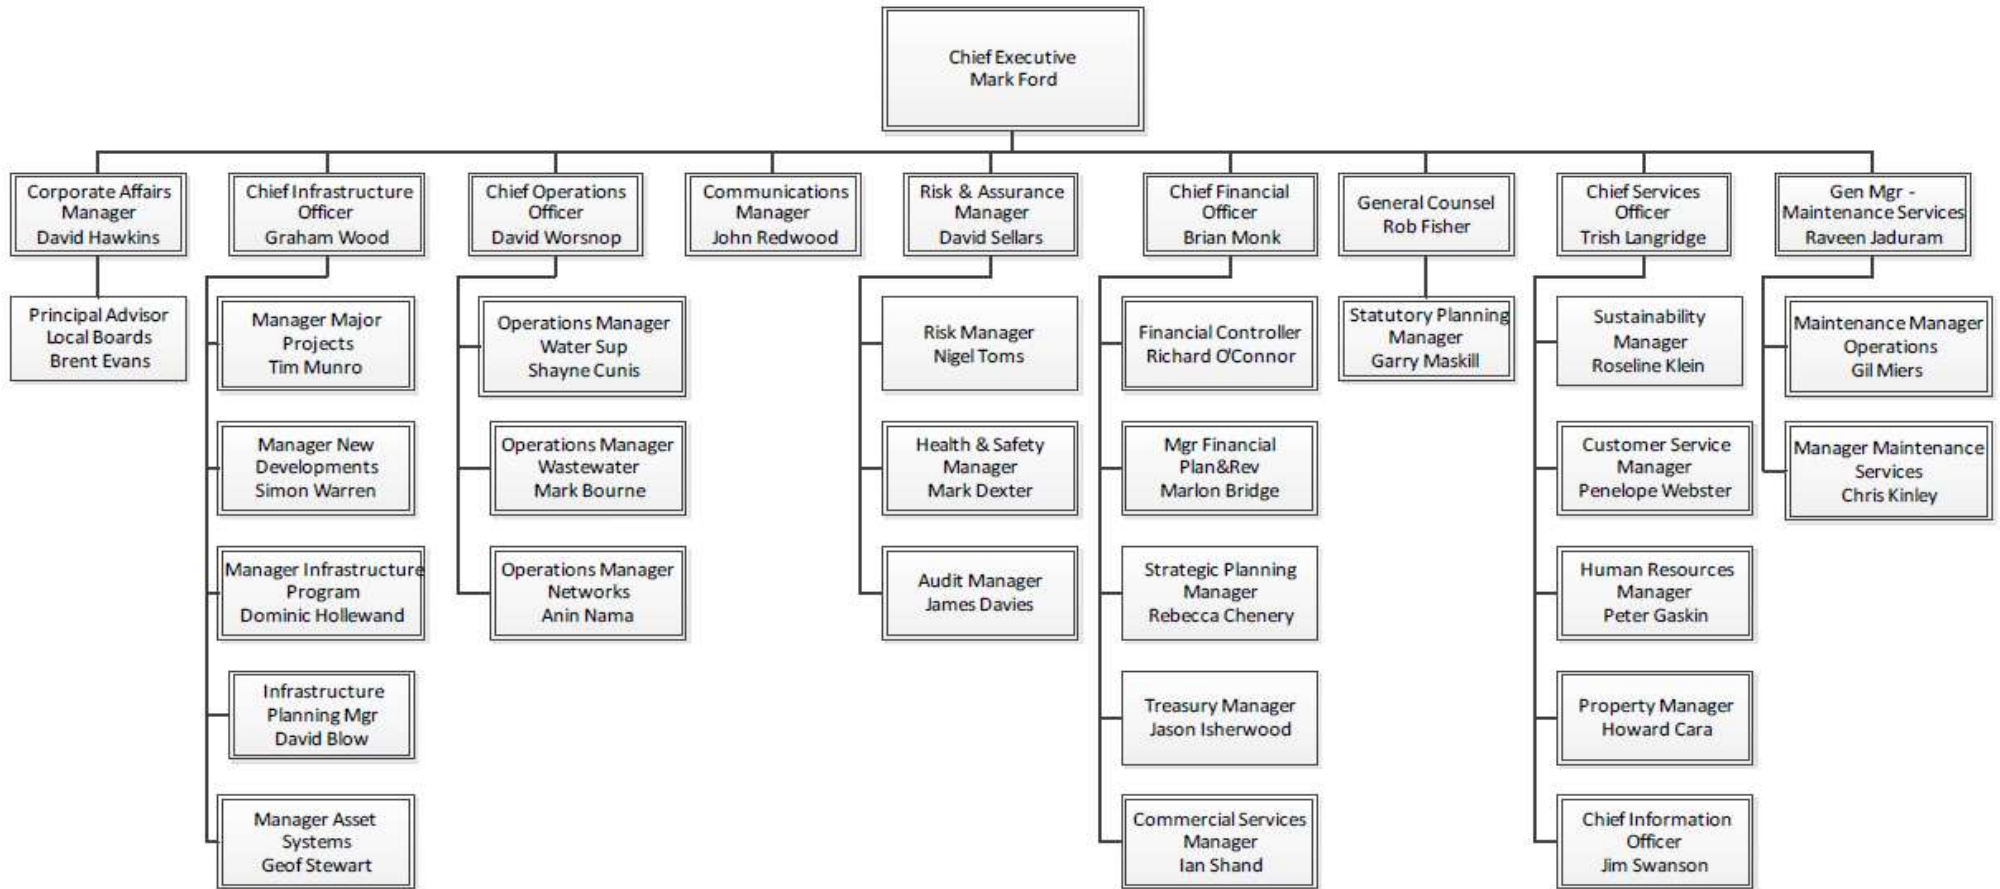 Chief Executive
Mark Ford
Corporate Affairs
Manager
David Hawkins
Chief Infrastructure
Officer
Graham Wood
Chief Operations
Officer
David Worsnop
Communications
Manager
John Redwood
Risk & Assurance
Manager
David Sellars
Chief Financial
Officer
Brian Monk
General Counsel
Rob Fisher
Chief Services
Officer
Trish Langridge
Gen Mgr -
Maintenance Services
Raveen Jaduram
Principal Advisor
Local Boards
Brent Evans
Manager Major
Projects
Tim Munro
Manager New
Developments
Simon Warren
Manager Infrastructure
Program
Dominic Hollewand
Infrastructure
Planning Mgr
David Blow
Manager Asset
Systems
Geof Stewart
Operations Manager
Water Sup
Shayne Cunis
Operations Manager
Wastewater
Mark Bourne
Operations Manager
Networks
Anin Nama
Risk Manager
Nigel Toms
Health & Safety
Manager
Mark Dexter
Audit Manager
James Davies
Financial Controller
Richard O'Connor
Mgr Financial
Plan&Rev
Marlon Bridge
Strategic Planning
Manager
Rebecca Chenery
Treasury Manager
Jason Isherwood
Commercial Services
Manager
Ian Shand
Statutory Planning
Manager
Garry Maskill
Sustainability
Manager
Roseline Klein
Customer Service
Manager
Penelope Webster
Human Resources
Manager
Peter Gaskin
Property Manager
Howard Cara
Chief Information
Officer
Jim Swanson
Maintenance Manager
Operations
Gil Miers
Manager Maintenance
Services
Chris Kinley